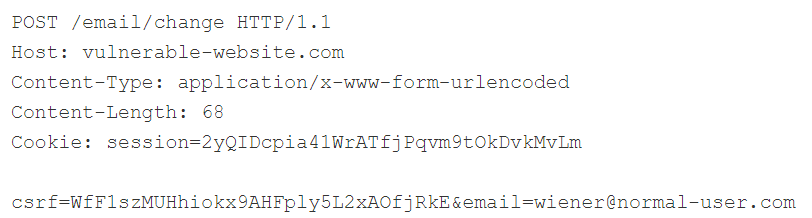 POST /email/change HTTP/1.1
Host: vulnerable-website.com
Content-Type: application/x-www-form-urlencoded
Content-Length: 68
Cookie: session=2yQIDcpia41WrATfjPqvm9tOkDvkMvLm

csrf=WfF1szMUHhiokx9AHFply5L2xAOfjRkE&email=wiener@normal-user.com